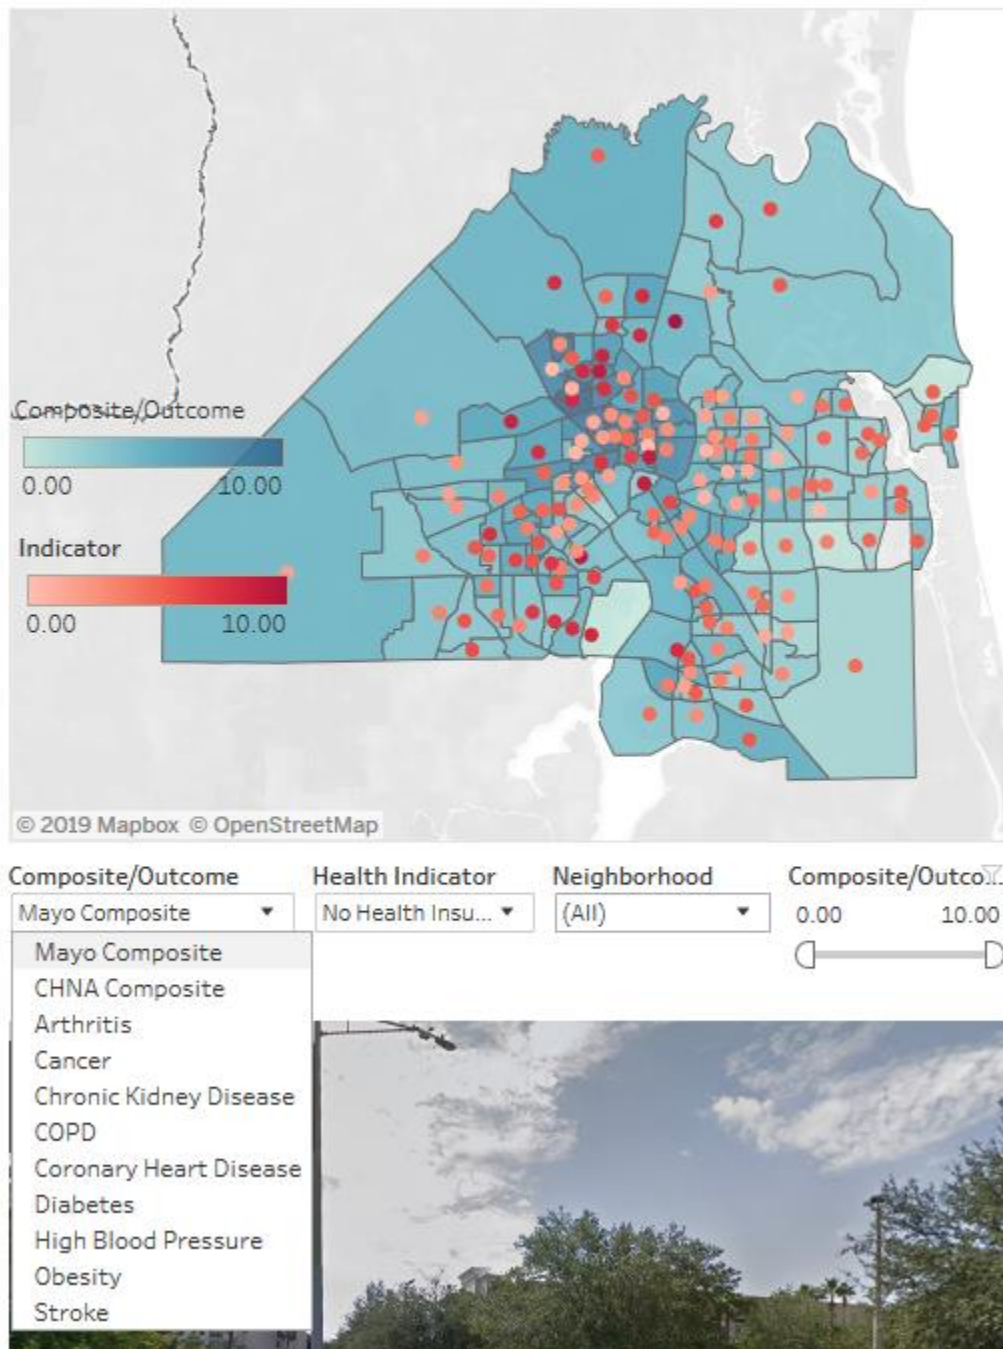 Composite/Outcome
0.00 10.00
Indicator
0.00 10.00
© 2019 Mapbox © OpenStreetMap
Composite/Outcome Health Indicator Neighborhood Composite/Outco...
Mayo Composite No Health Insu... (All) 0.00 10.00
Mayo Composite
CHNA Composite
Arthritis
Cancer
Chronic Kidney Disease
COPD
Coronary Heart Disease
Diabetes
High Blood Pressure
Obesity
Stroke